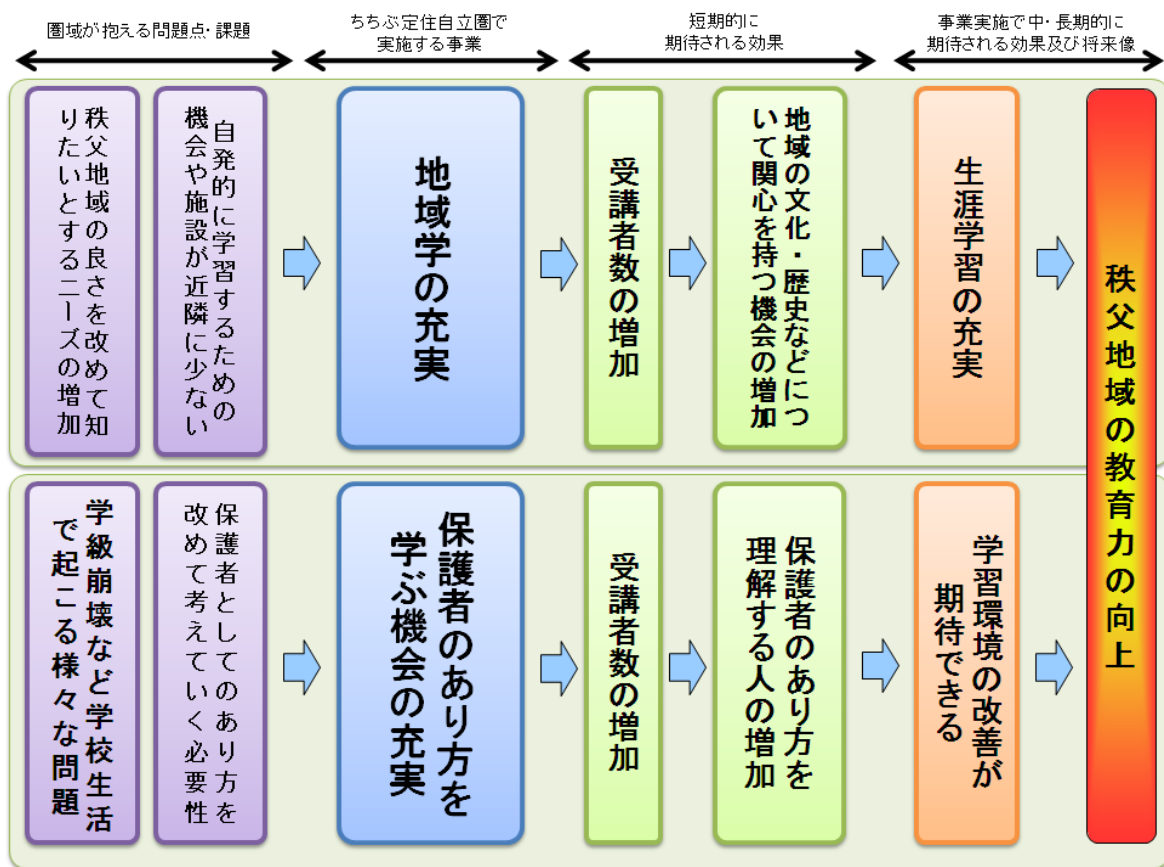 圏域が抱える問題点・課題
ちちぶ定住自立圏で
実施する事業
短期的に
期待される効果
事業実施で中・長期的に
期待される効果及び将来像
秩父地域の良さを改めて知
りたいとするニーズの増加
自発的に学習するための
機会や施設が近隣に少ない
地域学の充実
受講者数の増加
地域の文化・歴史などにつ
いて関心を持つ機会の増加
生涯学習の充実
学級崩壊など学校生活
で起こる様々な問題
保護者としてのあり方を
改めて考えていく必要性
保護者のあり方を
学ぶ機会の充実
受講者数の増加
保護者のあり方を
理解する人の増加
学習環境の改善が
期待できる
秩父地域の教育力の向上